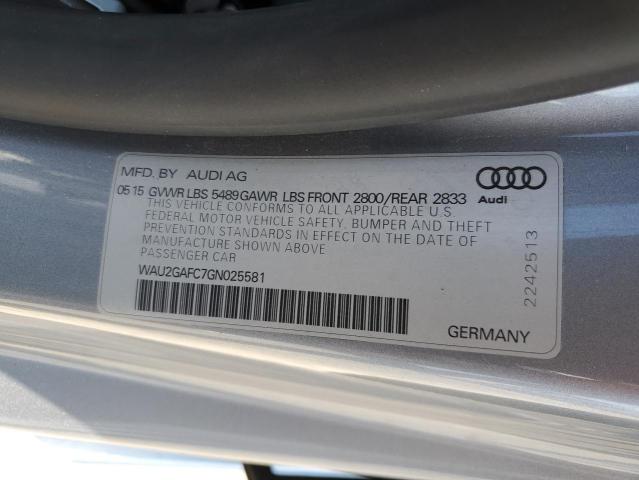 MFD. BY AUDI AG
05 15 GVWR LBS 5489 GAWR LBS FRONT 2800/REAR 2833
THIS VEHICLE CONFORMS TO ALL APPLICABLE U.S
FEDERAL MOTOR VEHICLE SAFETY, BUMPER AND THEFT
PREVENTION STANDARDS IN EFFECT ON THE DATE OF
MANUFACTURE SHOWN ABOVE
PASSENGER CAR
WAU2GAFC7GN025581
Audi
2242513
GERMANY